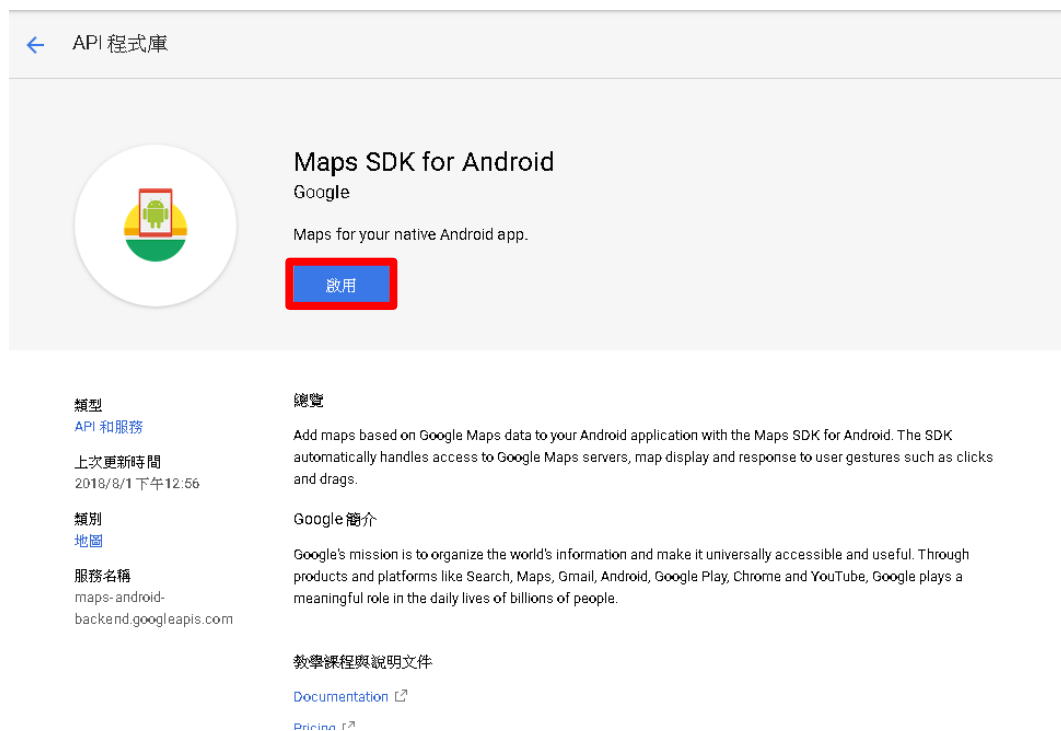 API 程式庫
Maps SDK for Android
Google
Maps for your native Android app.
啟用
類型
API 和服務
上次更新時間
2018/8/1 下午12:56
類別
地圖
服務名稱
maps-android-
backend.googleapis.com
總覽
Add maps based on Google Maps data to your Android application with the Maps SDK for Android. The SDK
automatically handles access to Google Maps servers, map display and response to user gestures such as clicks
and drags.
Google 簡介
Google's mission is to organize the world's information and make it universally accessible and useful. Through
products and platforms like Search, Maps, Gmail, Android, Google Play, Chrome and YouTube, Google plays a
meaningful role in the daily lives of billions of people.
教學課程與說明文件
Documentation
Pricing